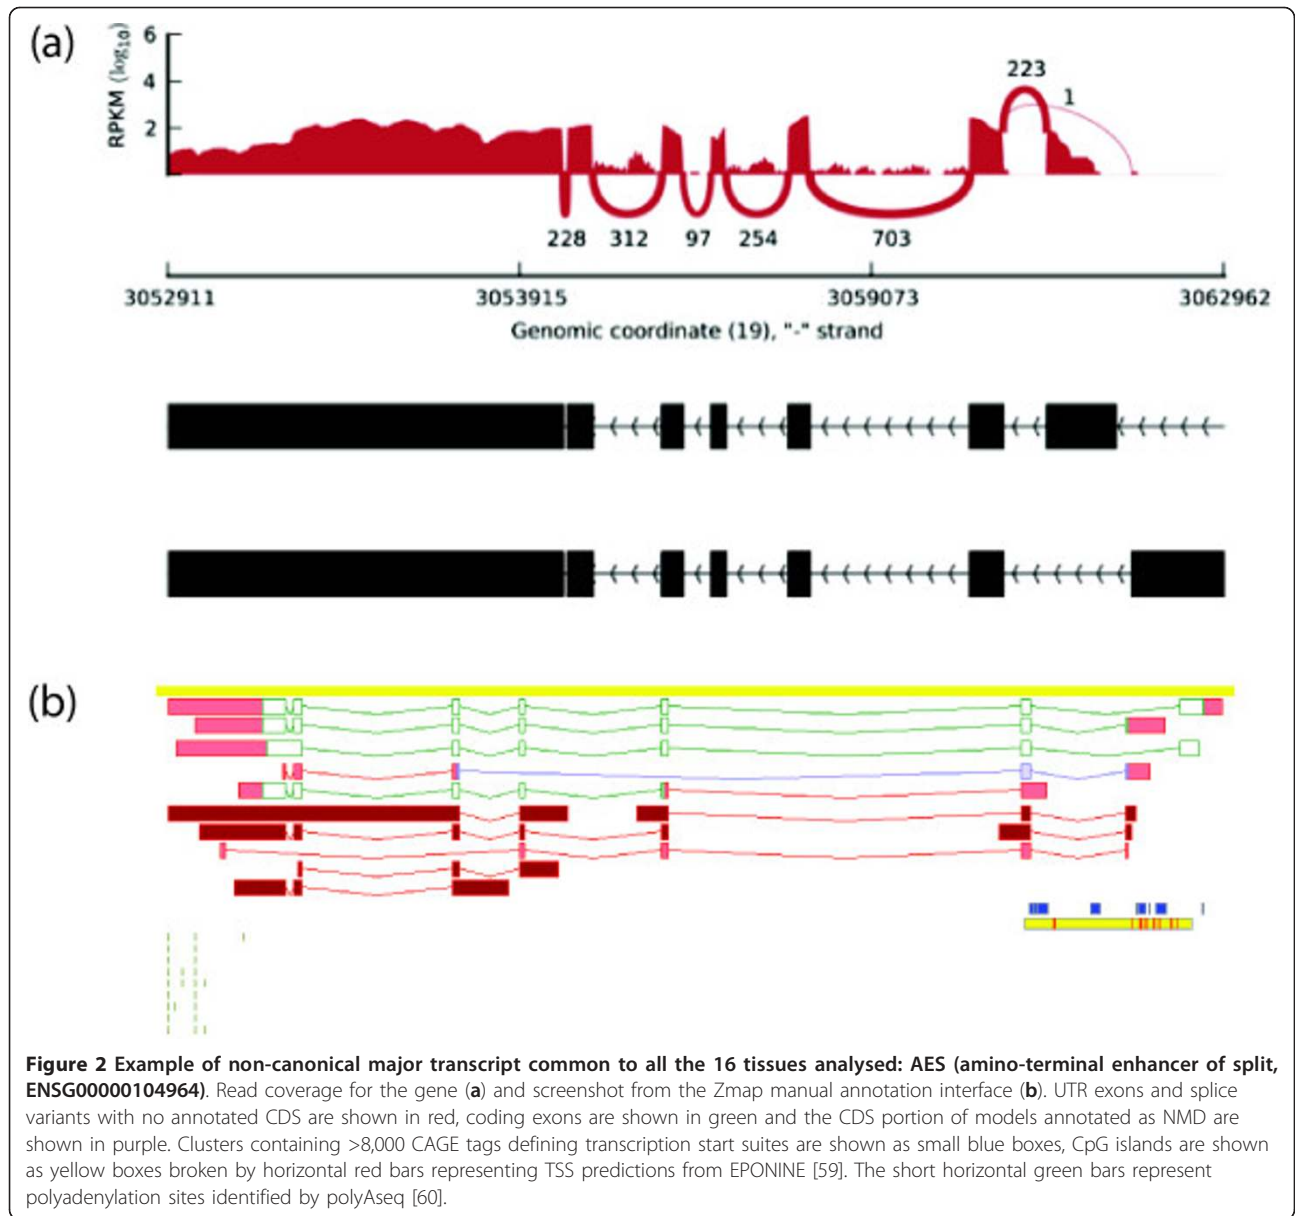 (a)
RPKM (log10)
6
4
2
223
1
228 312 97 254 703
3052911 3053915 3059073 3062962
Genomic coordinate (19), "-" strand
(b)
Figure 2 Example of non-canonical major transcript common to all the 16 tissues analysed: AES (amino-terminal enhancer of split,
ENSG00000104964). Read coverage for the gene (a) and screenshot from the Zmap manual annotation interface (b). UTR exons and splice
variants with no annotated CDS are shown in red, coding exons are shown in green and the CDS portion of models annotated as NMD are
shown in purple. Clusters containing >8,000 CAGE tags defining transcription start suites are shown as small blue boxes, CpG islands are shown
as yellow boxes broken by horizontal red bars representing TSS predictions from EPONINE [59]. The short horizontal green bars represent
polyadenylation sites identified by polyAseq [60].